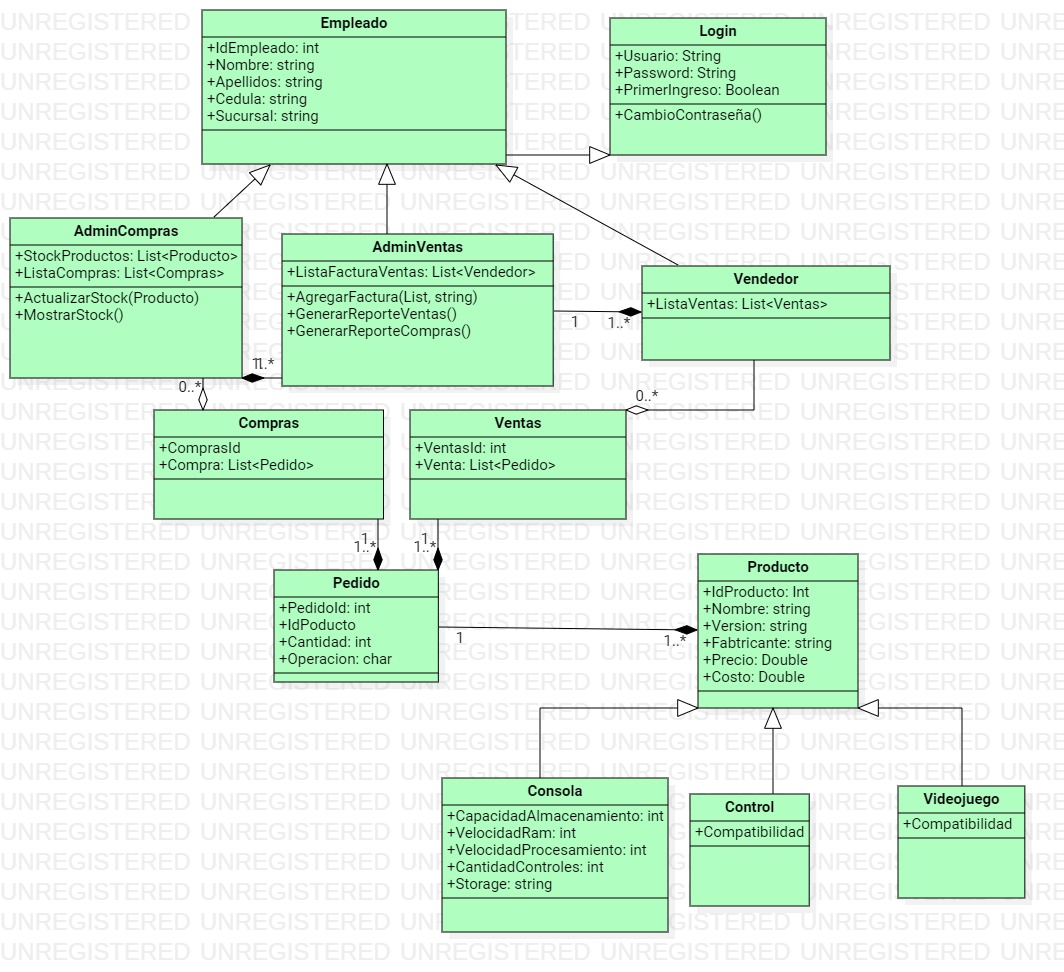 Empleado
+IdEmpleado: int
+Nombre: string
+Apellidos: string
+Cedula: string
+Sucursal: string
Login
+Usuario: String
+Password: String
+PrimerIngreso: Boolean
+CambioContraseña()
AdminCompras
+StockProductos: List<Producto>
+ListaCompras: List<Compras>
+ActualizarStock(Producto)
+MostrarStock()
AdminVentas
+ListaFacturaVentas: List<Vendedor>
+AgregarFactura(List, string)
+GenerarReporteVentas()
+GenerarReporteCompras()
Vendedor
+ListaVentas: List<Ventas>
1
1..*
1
1..*
0..*
0..*
Compras
+ComprasId
+Compra: List<Pedido>
Ventas
+VentasId: int
+Venta: List<Pedido>
1
1..*
1
1..*
Pedido
+PedidoId: int
+IdPoducto
+Cantidad: int
+Operacion: char
1
1..*
Producto
+IdProducto: Int
+Nombre: string
+Version: string
+Fabtricante: string
+Precio: Double
+Costo: Double
Consola
+CapacidadAlmacenamiento: int
+VelocidadRam: int
+VelocidadProcesamiento: int
+CantidadControles: int
+Storage: string
Control
+Compatibilidad
Videojuego
+Compatibilidad
UNREGISTERED